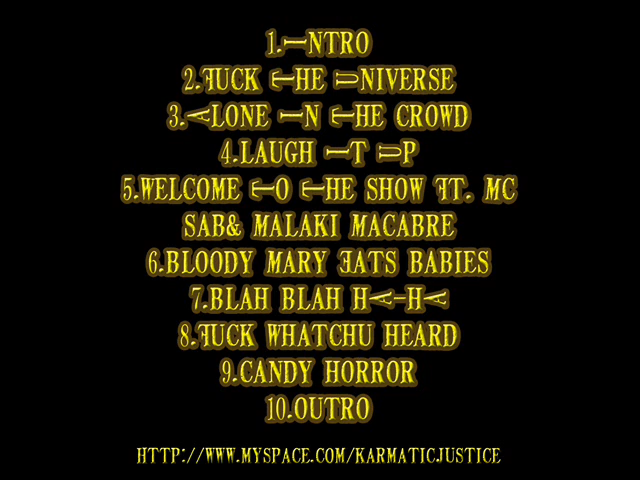 1.INTRO
2.FUCK THE UNIVERSE
3.ALONE IN THE CROWD
4.LAUGH IT UP
5.WELCOME TO THE SHOW FT. MC
SAB& MALAKI MACABRE
6.BLOODY MARY EATS BABIES
7.BLAH BLAH HA-HA
8.FUCK WHATCHU HEARD
9.CANDY HORROR
10.OUTRO
HTTP://WWW.MYSPACE.COM/KARMATICJUSTICE